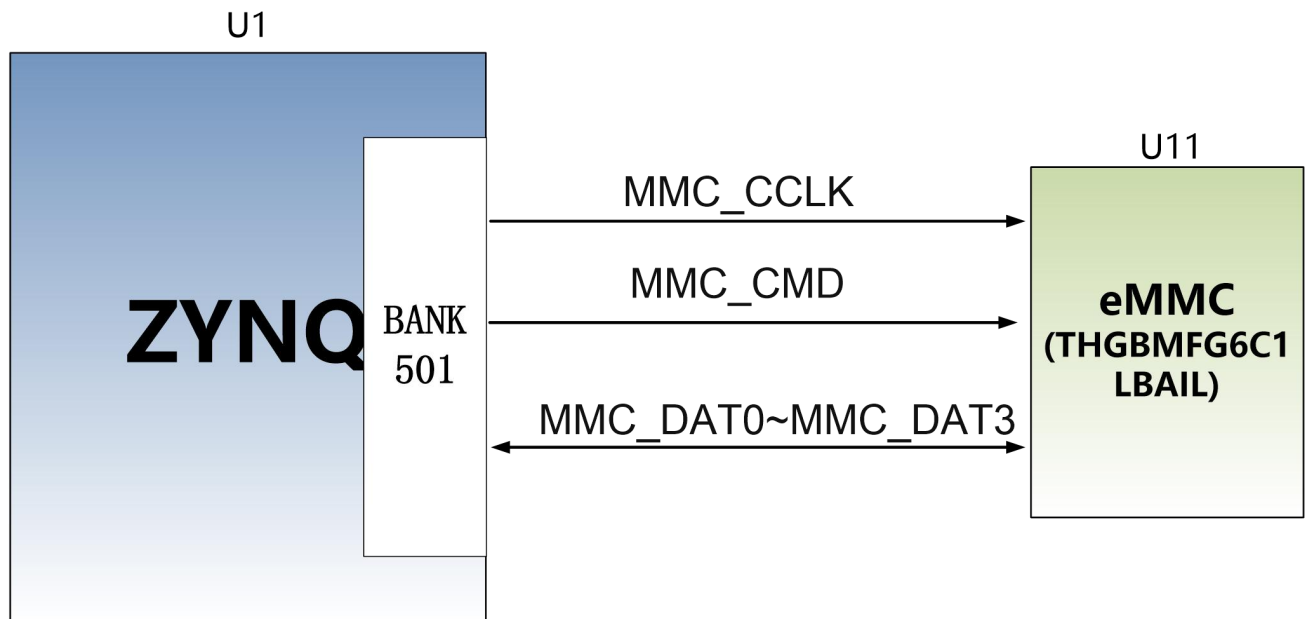 U1
ZYNQ
BANK
501
MMC_CCLK
MMC_CMD
MMC_DAT0~MMC_DAT3
U11
eMMC
(THGBMFG6C1
LBAIL)